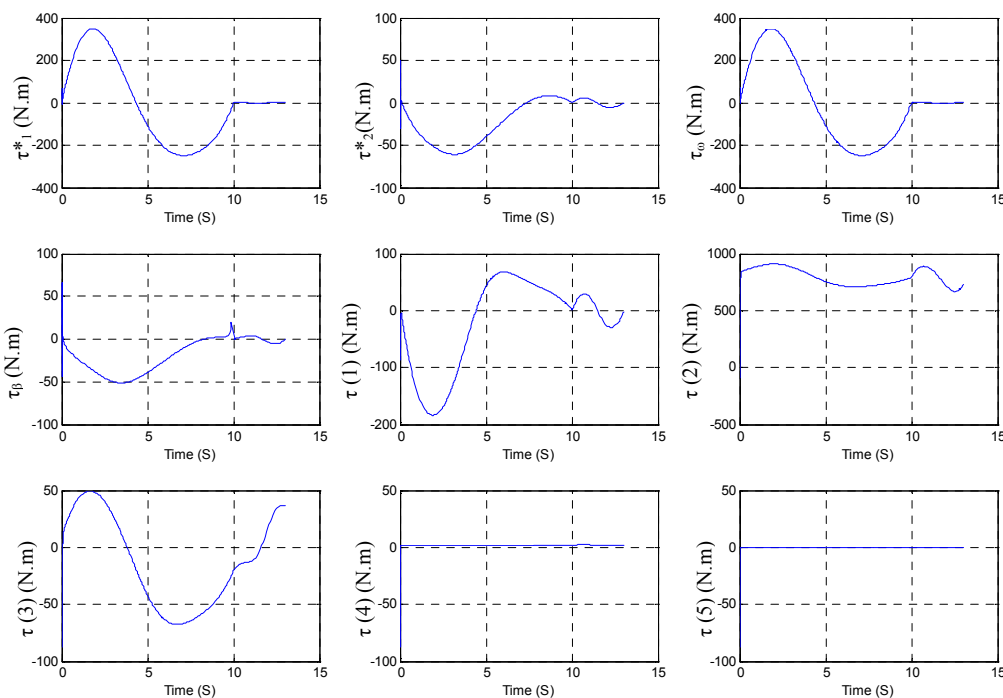 400
200
0
-200
-400
τ*1 (N.m)
0 5 10 15
Time (S)
100
50
0
-50
-100
τ*2(N.m)
0 5 10 15
Time (S)
400
200
0
-200
-400
τω (N.m)
0 5 10 15
Time (S)
100
50
0
-50
-100
τβ (N.m)
0 5 10 15
Time (S)
100
0
-100
-200
τ (1) (N.m)
0 5 10 15
Time (S)
1000
500
0
-500
τ (2) (N.m)
0 5 10 15
Time (S)
50
0
-50
-100
τ (3) (N.m)
0 5 10 15
Time (S)
50
0
-50
-100
τ (4) (N.m)
0 5 10 15
Time (S)
50
0
-50
-100
τ (5) (N.m)
0 5 10 15
Time (S)